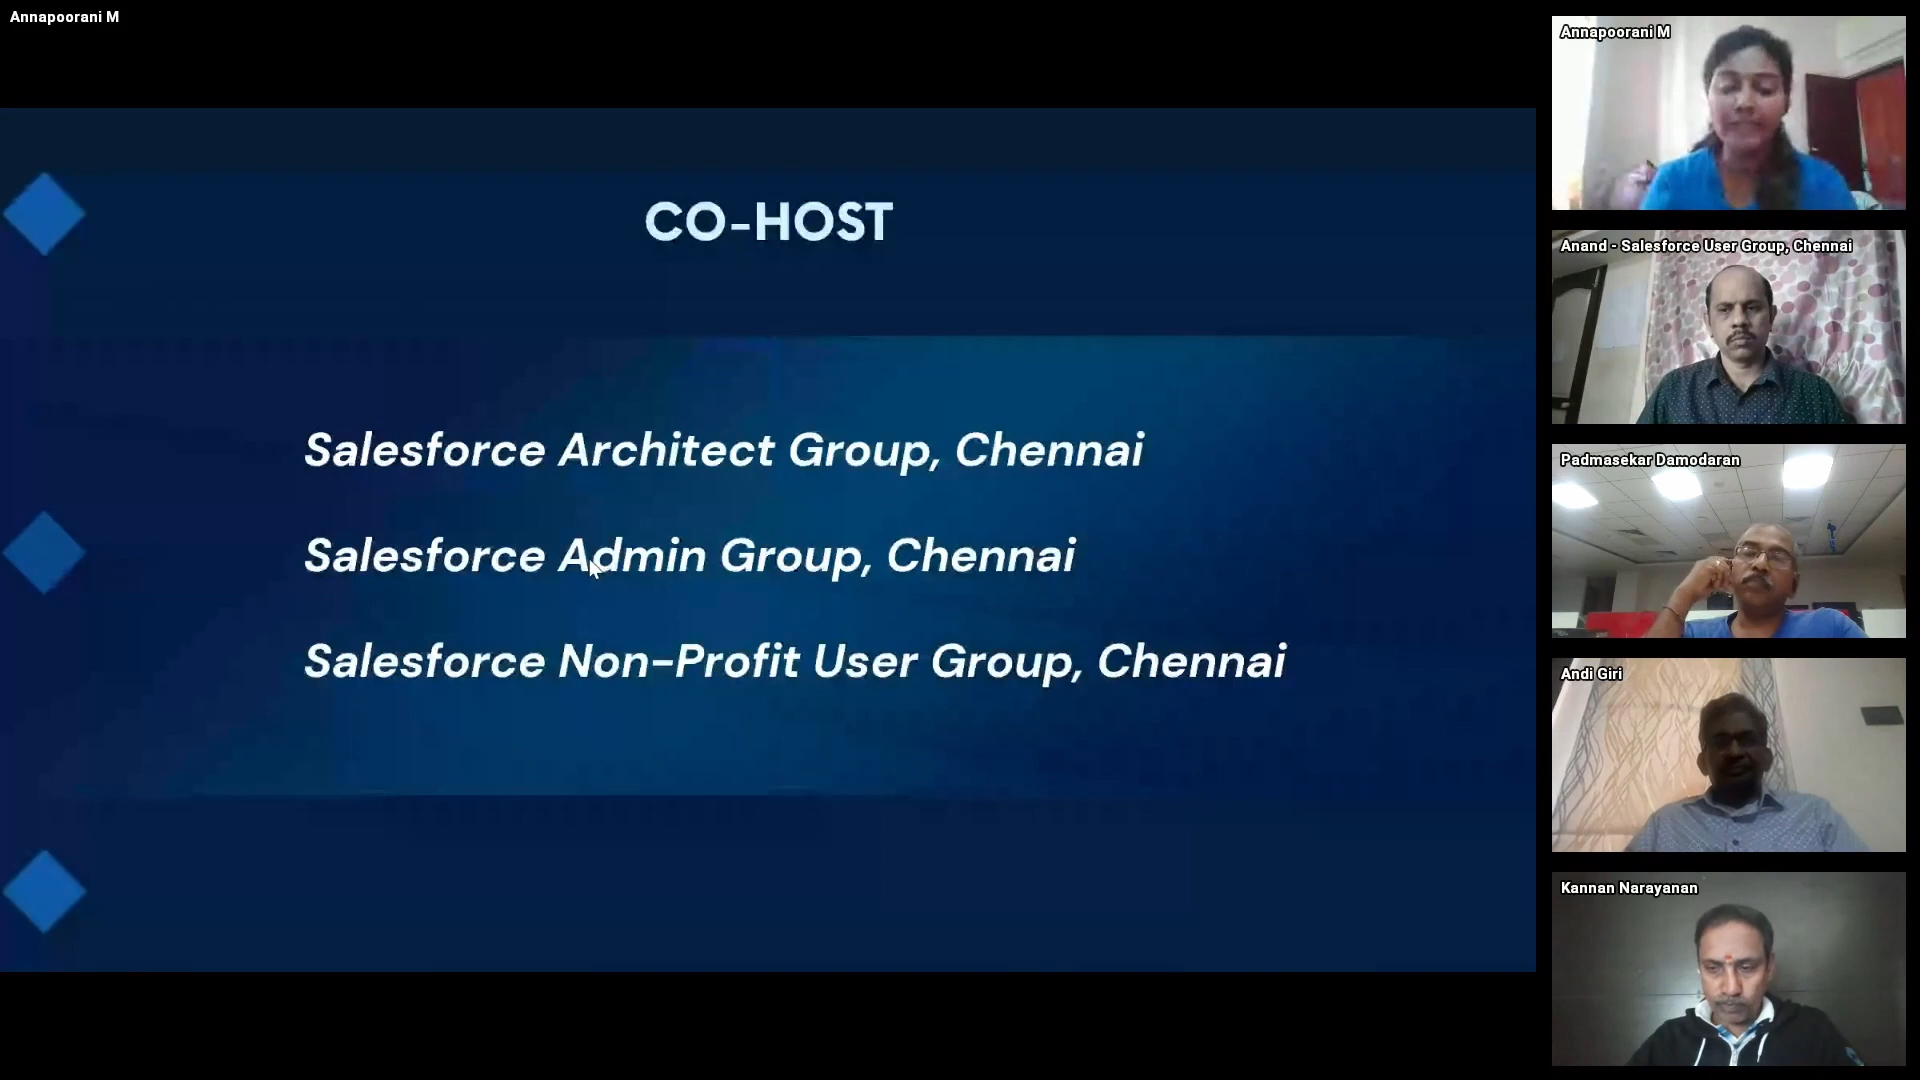 Annapoorani M
CO-HOST
Salesforce Architect Group, Chennai
Salesforce Admin Group, Chennai
Salesforce Non-Profit User Group, Chennai
Annapoorani M
Anand - Salesforce User Group, Chennai
Padmasekar Damodaran
Andi Giri
Kannan Narayanan